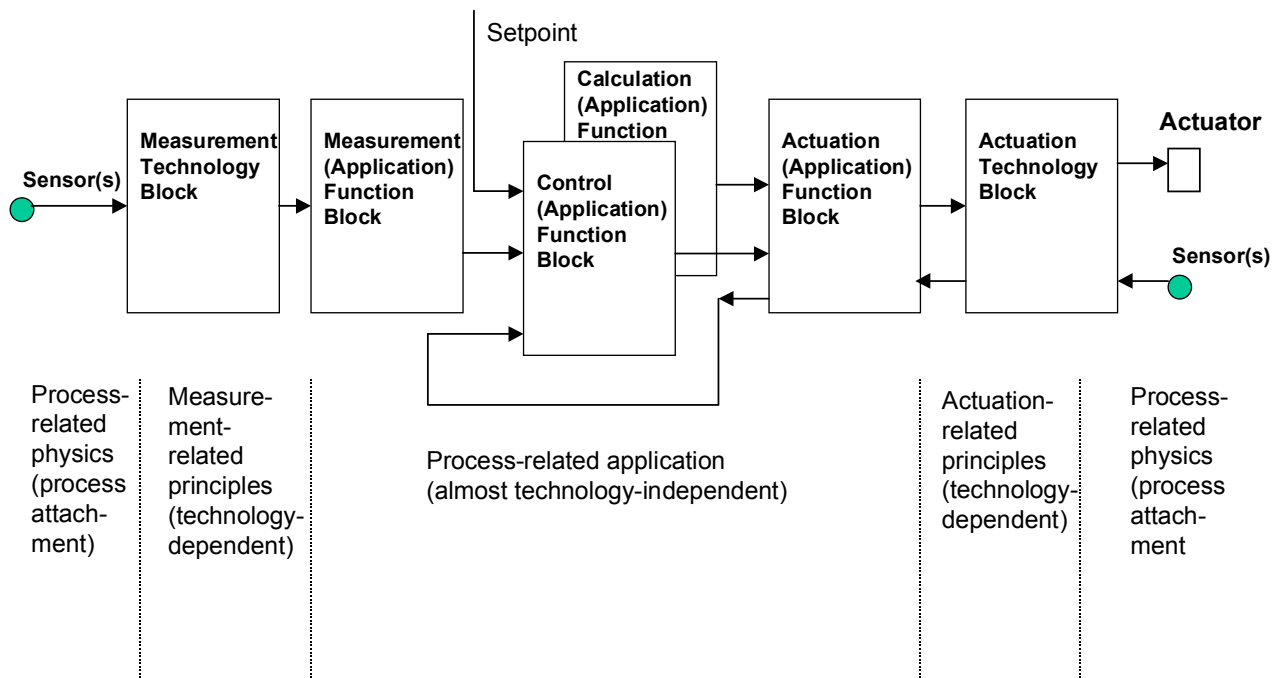 Setpoint
Calculation
(Application)
Function
Measurement
Technology
Block
Measurement
(Application)
Function
Block
Control
(Application)
Function
Block
Actuation
(Application)
Function
Block
Actuation
Technology
Block
Actuator
Sensor(s)
Sensor(s)
Process-
related
physics
(process
attach-
ment)
Measure-
ment-
related
principles
(technology-
dependent)
Process-related application
(almost technology-independent)
Actuation-
related
principles
(technology-
dependent)
Process-
related
physics
(process
attach-
ment